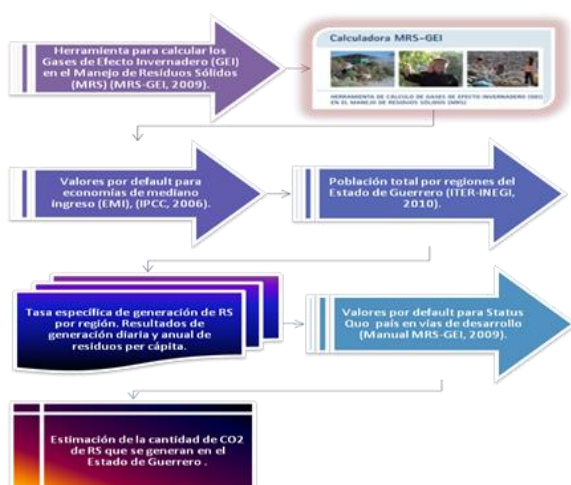 Herramienta para calcular los
Gases de Efecto Invernadero (GEI)
en el Manejo de Residuos Sólidos
(MRS) (MRS-GEI, 2009).
Calculadora MRS-GEI
HERRAMIENTA DE CÁLCULO DE GASES DE EFECTO INVERNADERO (GEI)
EN EL MANEJO DE RESIDUOS SÓLIDOS (MRS)
Valores por default para
economías de mediano
ingreso (EMI), (IPCC, 2006).
Población total por regiones del
Estado de Guerrero (ITER-INEGI,
2010).
Tasa específica de generación de RS
por región. Resultados de
generación diaria y anual de
residuos per cápita.
Valores por default para Status
Quo país en vias de desarrollo
(Manual MRS-GEI, 2009).
Estimación de la cantidad de CO2
de RS que se generan en el
Estado de Guerrero .